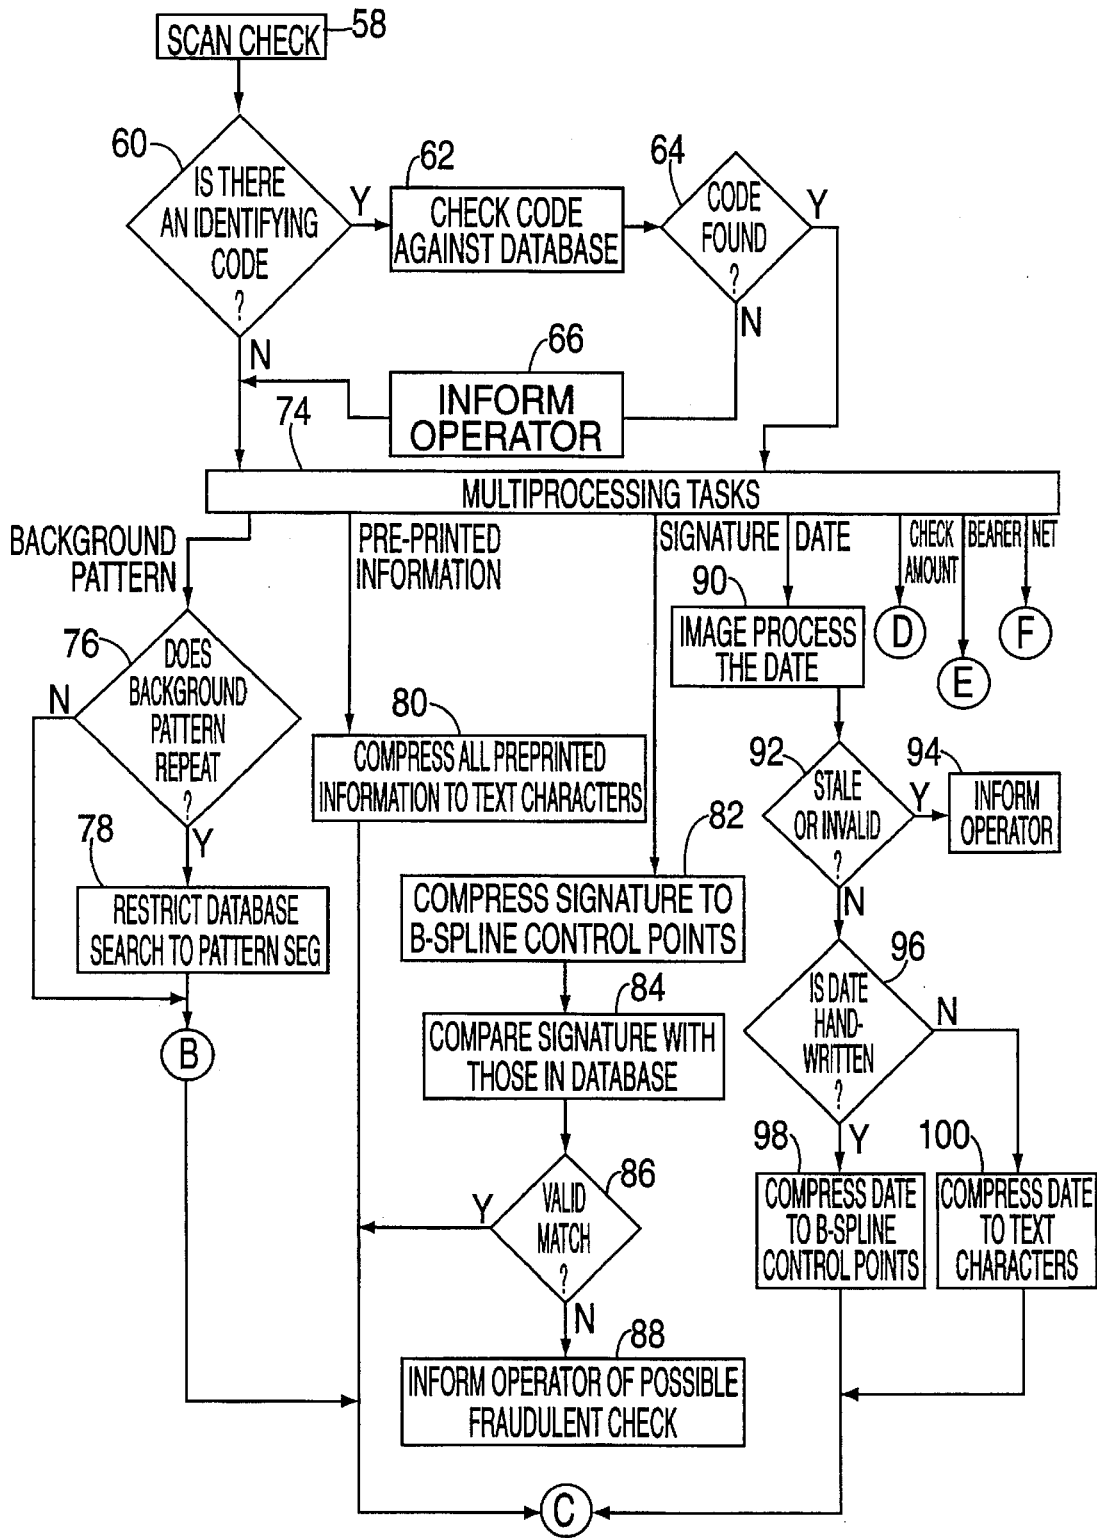 58
SCAN CHECK
60
IS THERE
AN IDENTIFYING
CODE
?
Y
62
CHECK CODE
AGAINST DATABASE
64
CODE
FOUND
?
Y
N
N
66
INFORM
OPERATOR
74
MULTIPROCESSING TASKS
BACKGROUND
PATTERN
PRE-PRINTED
INFORMATION
SIGNATURE
DATE
CHECK
AMOUNT
BEARER
NET
76
DOES
BACKGROUND
PATTERN
REPEAT
?
N
Y
78
RESTRICT DATABASE
SEARCH TO PATTERN SEG
B
80
COMPRESS ALL PREPRINTED
INFORMATION TO TEXT CHARACTERS
82
COMPRESS SIGNATURE TO
B-SPLINE CONTROL POINTS
84
COMPARE SIGNATURE WITH
THOSE IN DATABASE
86
VALID
MATCH
?
Y
N
88
INFORM OPERATOR OF POSSIBLE
FRAUDULENT CHECK
90
IMAGE PROCESS
THE DATE
D
E
F
92
STALE
OR INVALID
?
Y
94
INFORM
OPERATOR
N
96
IS DATE
HAND-
WRITTEN
?
N
Y
98
COMPRESS DATE
TO B-SPLINE
CONTROL POINTS
100
COMPRESS DATE
TO TEXT
CHARACTERS
C